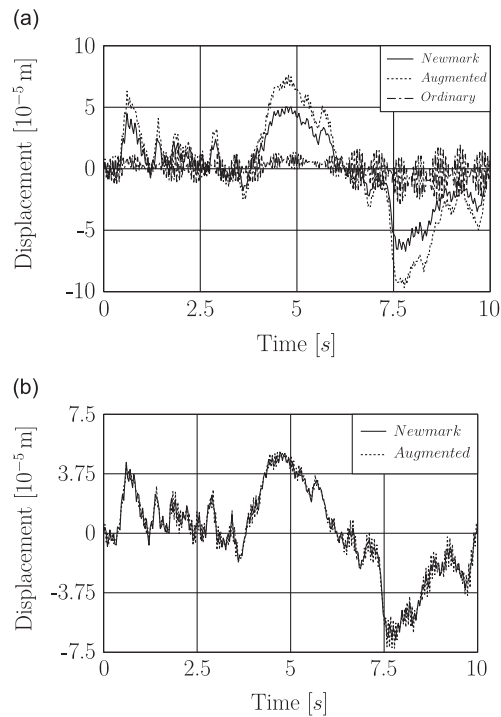 (a)
Displacement [10⁻⁵ m]
10
5
0
-5
-10
Newmark
Augmented
Ordinary
0
2.5
5
7.5
10
Time [s]
(b)
Displacement [10⁻⁵ m]
7.5
3.75
0
-3.75
-7.5
Newmark
Augmented
0
2.5
5
7.5
10
Time [s]